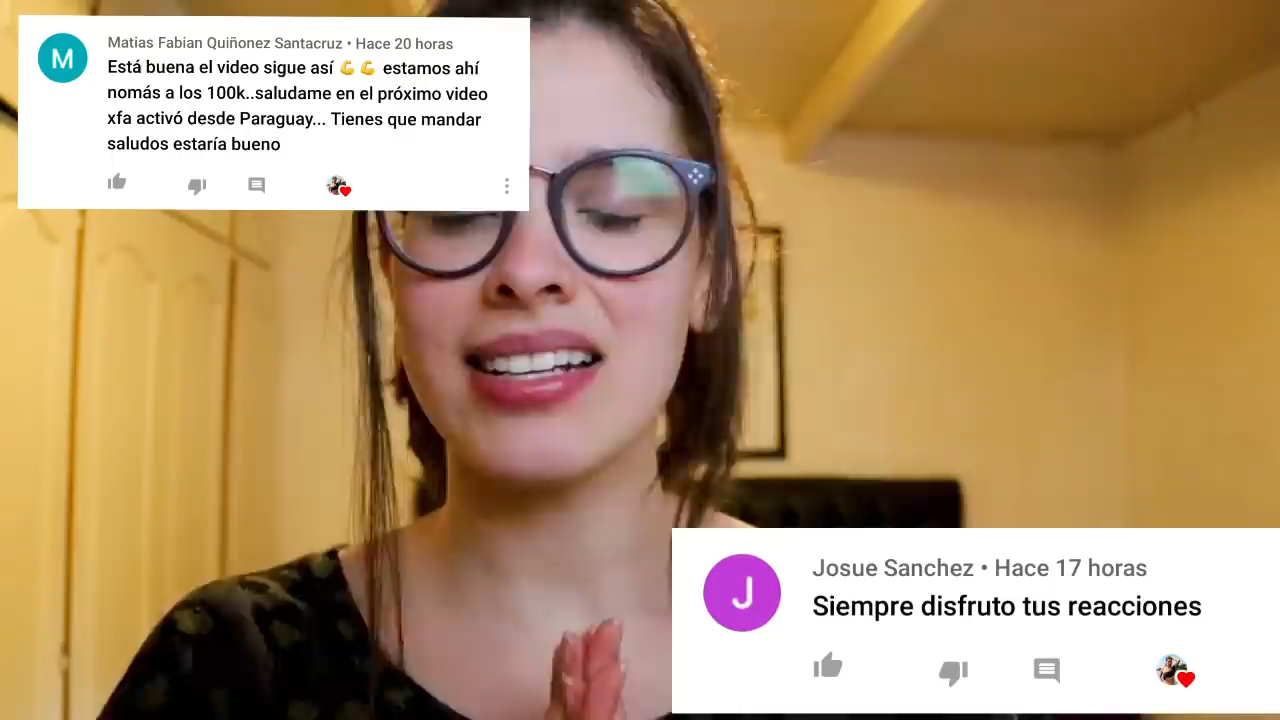 M
Matias Fabian Quiñonez Santacruz • Hace 20 horas
Está buena el video sigue así 💪💪 estamos ahí
nomás a los 100k..saludame en el próximo video
xfa activó desde Paraguay... Tienes que mandar
saludos estaría bueno
J
Josue Sanchez • Hace 17 horas
Siempre disfruto tus reacciones